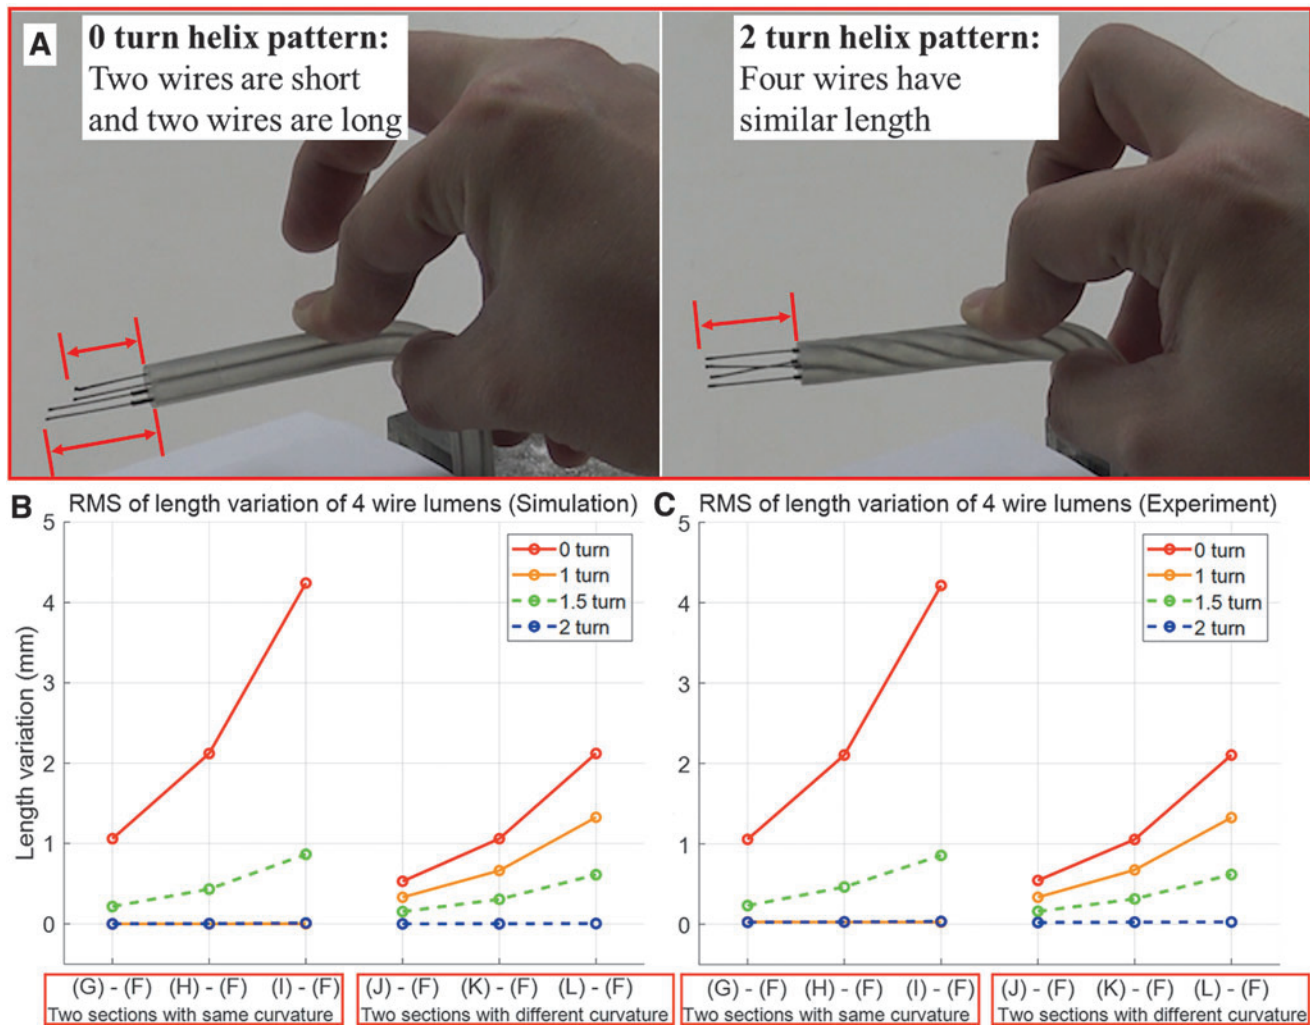 A
0 turn helix pattern:
Two wires are short
and two wires are long
2 turn helix pattern:
Four wires have
similar length
B
RMS of length variation of 4 wire lumens (Simulation)
Length variation (mm)
5
4
3
2
1
0
0 turn
1 turn
1.5 turn
2 turn
(G) - (F)
(H) - (F)
(I) - (F)
Two sections with same curvature
(J) - (F)
(K) - (F)
(L) - (F)
Two sections with different curvature
C
RMS of length variation of 4 wire lumens (Experiment)
5
4
3
2
1
0
0 turn
1 turn
1.5 turn
2 turn
(G) - (F)
(H) - (F)
(I) - (F)
Two sections with same curvature
(J) - (F)
(K) - (F)
(L) - (F)
Two sections with different curvature